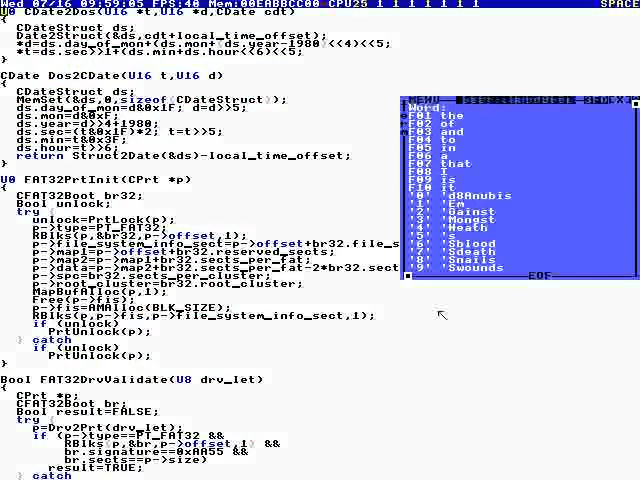 Wed 07/16 09:59:05 FPS:40 Mem:00EABBCC00 CPU25 1 1 1 1 1 1 1 SPACE
U0 CDate2Dos(U16 *t,U16 *d,CDate cdt)
{
CDateStruct ds;
Date2Struct(&ds,cdt+local_time_offset);
*d=ds.day_of_mon+(ds.mon+(ds.year-1980)<<4)<<5;
*t=ds.sec>>1+(ds.min+ds.hour<<6)<<5;
}
CDate Dos2CDate(U16 t,U16 d)
{
CDateStruct ds;
MemSet(&ds,0,sizeof(CDateStruct));
ds.day_of_mon=d&0x1F; d=d>>5;
ds.mon=d&0xF;
ds.year=d>>4+1980;
ds.sec=(t&0x1F)*2; t=t>>5;
ds.min=t&0x3F;
ds.hour=t>>6;
return Struct2Date(&ds)-local_time_offset;
}
U0 FAT32PrtInit(CPrt *p)
{
CFAT32Boot br32;
Bool unlock;
try {
unlock=PrtLock(p);
p->type=PT_FAT32;
RBlks(p,&br32,p->offset,1);
p->file_system_info_sect=p->offset+br32.file_s
p->map1=p->offset+br32.reserved_sects;
p->map2=p->map1+br32.sects_per_fat;
p->data=p->map2+br32.sects_per_fat-2*br32.sect
p->spc=br32.sects_per_cluster;
p->root_cluster=br32.root_cluster;
MapBufAlloc(p,1);
Free(p->fis);
p->fis=AMAlloc(BLK_SIZE);
RBlks(p,p->fis,p->file_system_info_sect,1);
if (unlock)
PrtUnlock(p);
} catch
if (unlock)
PrtUnlock(p);
}
Bool FAT32DrvValidate(U8 drv_let)
{
CPrt *p;
CFAT32Boot br;
Bool result=FALSE;
try {
p=Drv2Prt(drv_let);
if (p->type==PT_FAT32 &&
RBlks(p,&br,p->offset,1) &&
br.signature==0xAA55 &&
br.sects==p->size)
result=TRUE;
} catch
MENU
Word:
F01 the
F02 of
F03 and
F04 to
F05 in
F06 a
F07 that
F08 I
F09 is
F10 it
'0' 'd8Anubis
'1' 'Em
'2' 'Gainst
'3' 'Mongst
'4' 'Neath
'5' 's
'6' 'Sblood
'7' 'Sdeath
'8' 'Snails
'9' 'Swounds
EOF